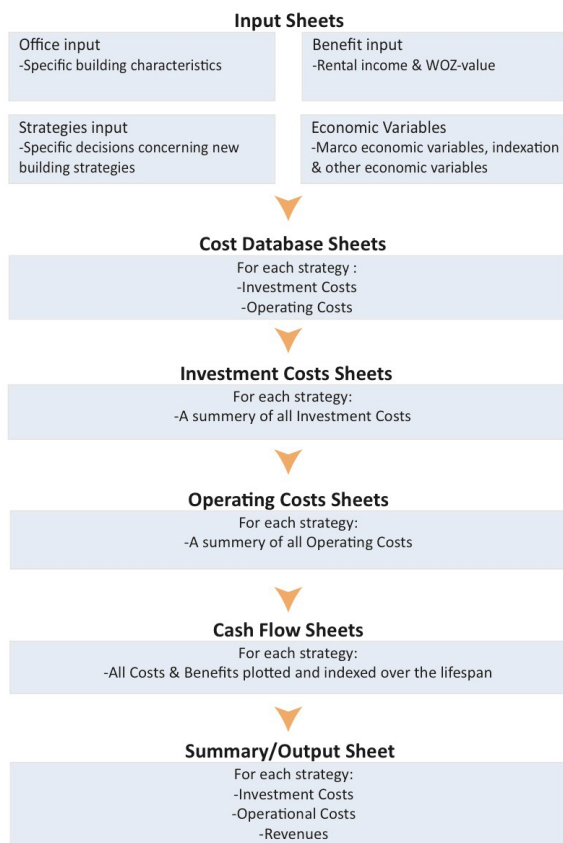 Input Sheets
Office input
-Specific building characteristics
Benefit input
-Rental income & WOZ-value
Strategies input
-Specific decisions concerning new
building strategies
Economic Variables
-Marco economic variables, indexation
& other economic variables
Cost Database Sheets
For each strategy :
-Investment Costs
-Operating Costs
Investment Costs Sheets
For each strategy:
-A summery of all Investment Costs
Operating Costs Sheets
For each strategy:
-A summery of all Operating Costs
Cash Flow Sheets
For each strategy:
-All Costs & Benefits plotted and indexed over the lifespan
Summary/Output Sheet
For each strategy:
-Investment Costs
-Operational Costs
-Revenues